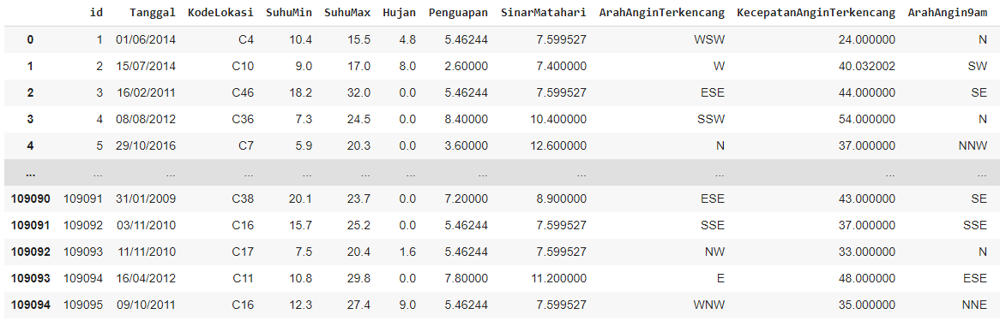 id Tanggal KodeLokasi SuhuMin SuhuMax Hujan Penguapan SinarMatahari ArahAnginTerkencang KecepatanAnginTerkencang ArahAngin9am
0 1 01/06/2014 C4 10.4 15.5 4.8 5.46244 7.599527 WSW 24.000000 N
1 2 15/07/2014 C10 9.0 17.0 8.0 2.60000 7.400000 W 40.032002 SW
2 3 16/02/2011 C46 18.2 32.0 0.0 5.46244 7.599527 ESE 44.000000 SE
3 4 08/08/2012 C36 7.3 24.5 0.0 8.40000 10.400000 SSW 54.000000 N
4 5 29/10/2016 C7 5.9 20.3 0.0 3.60000 12.600000 N 37.000000 NNW
... ... ... ... ... ... ... ... ... ... ... ...
109090 109091 31/01/2009 C38 20.1 23.7 0.0 7.20000 8.900000 ESE 43.000000 SE
109091 109092 03/11/2010 C16 15.7 25.2 0.0 5.46244 7.599527 SSE 37.000000 SSE
109092 109093 11/11/2010 C17 7.5 20.4 1.6 5.46244 7.599527 NW 33.000000 N
109093 109094 16/04/2012 C11 10.8 29.8 0.0 7.80000 11.200000 E 48.000000 ESE
109094 109095 09/10/2011 C16 12.3 27.4 9.0 5.46244 7.599527 WNW 35.000000 NNE